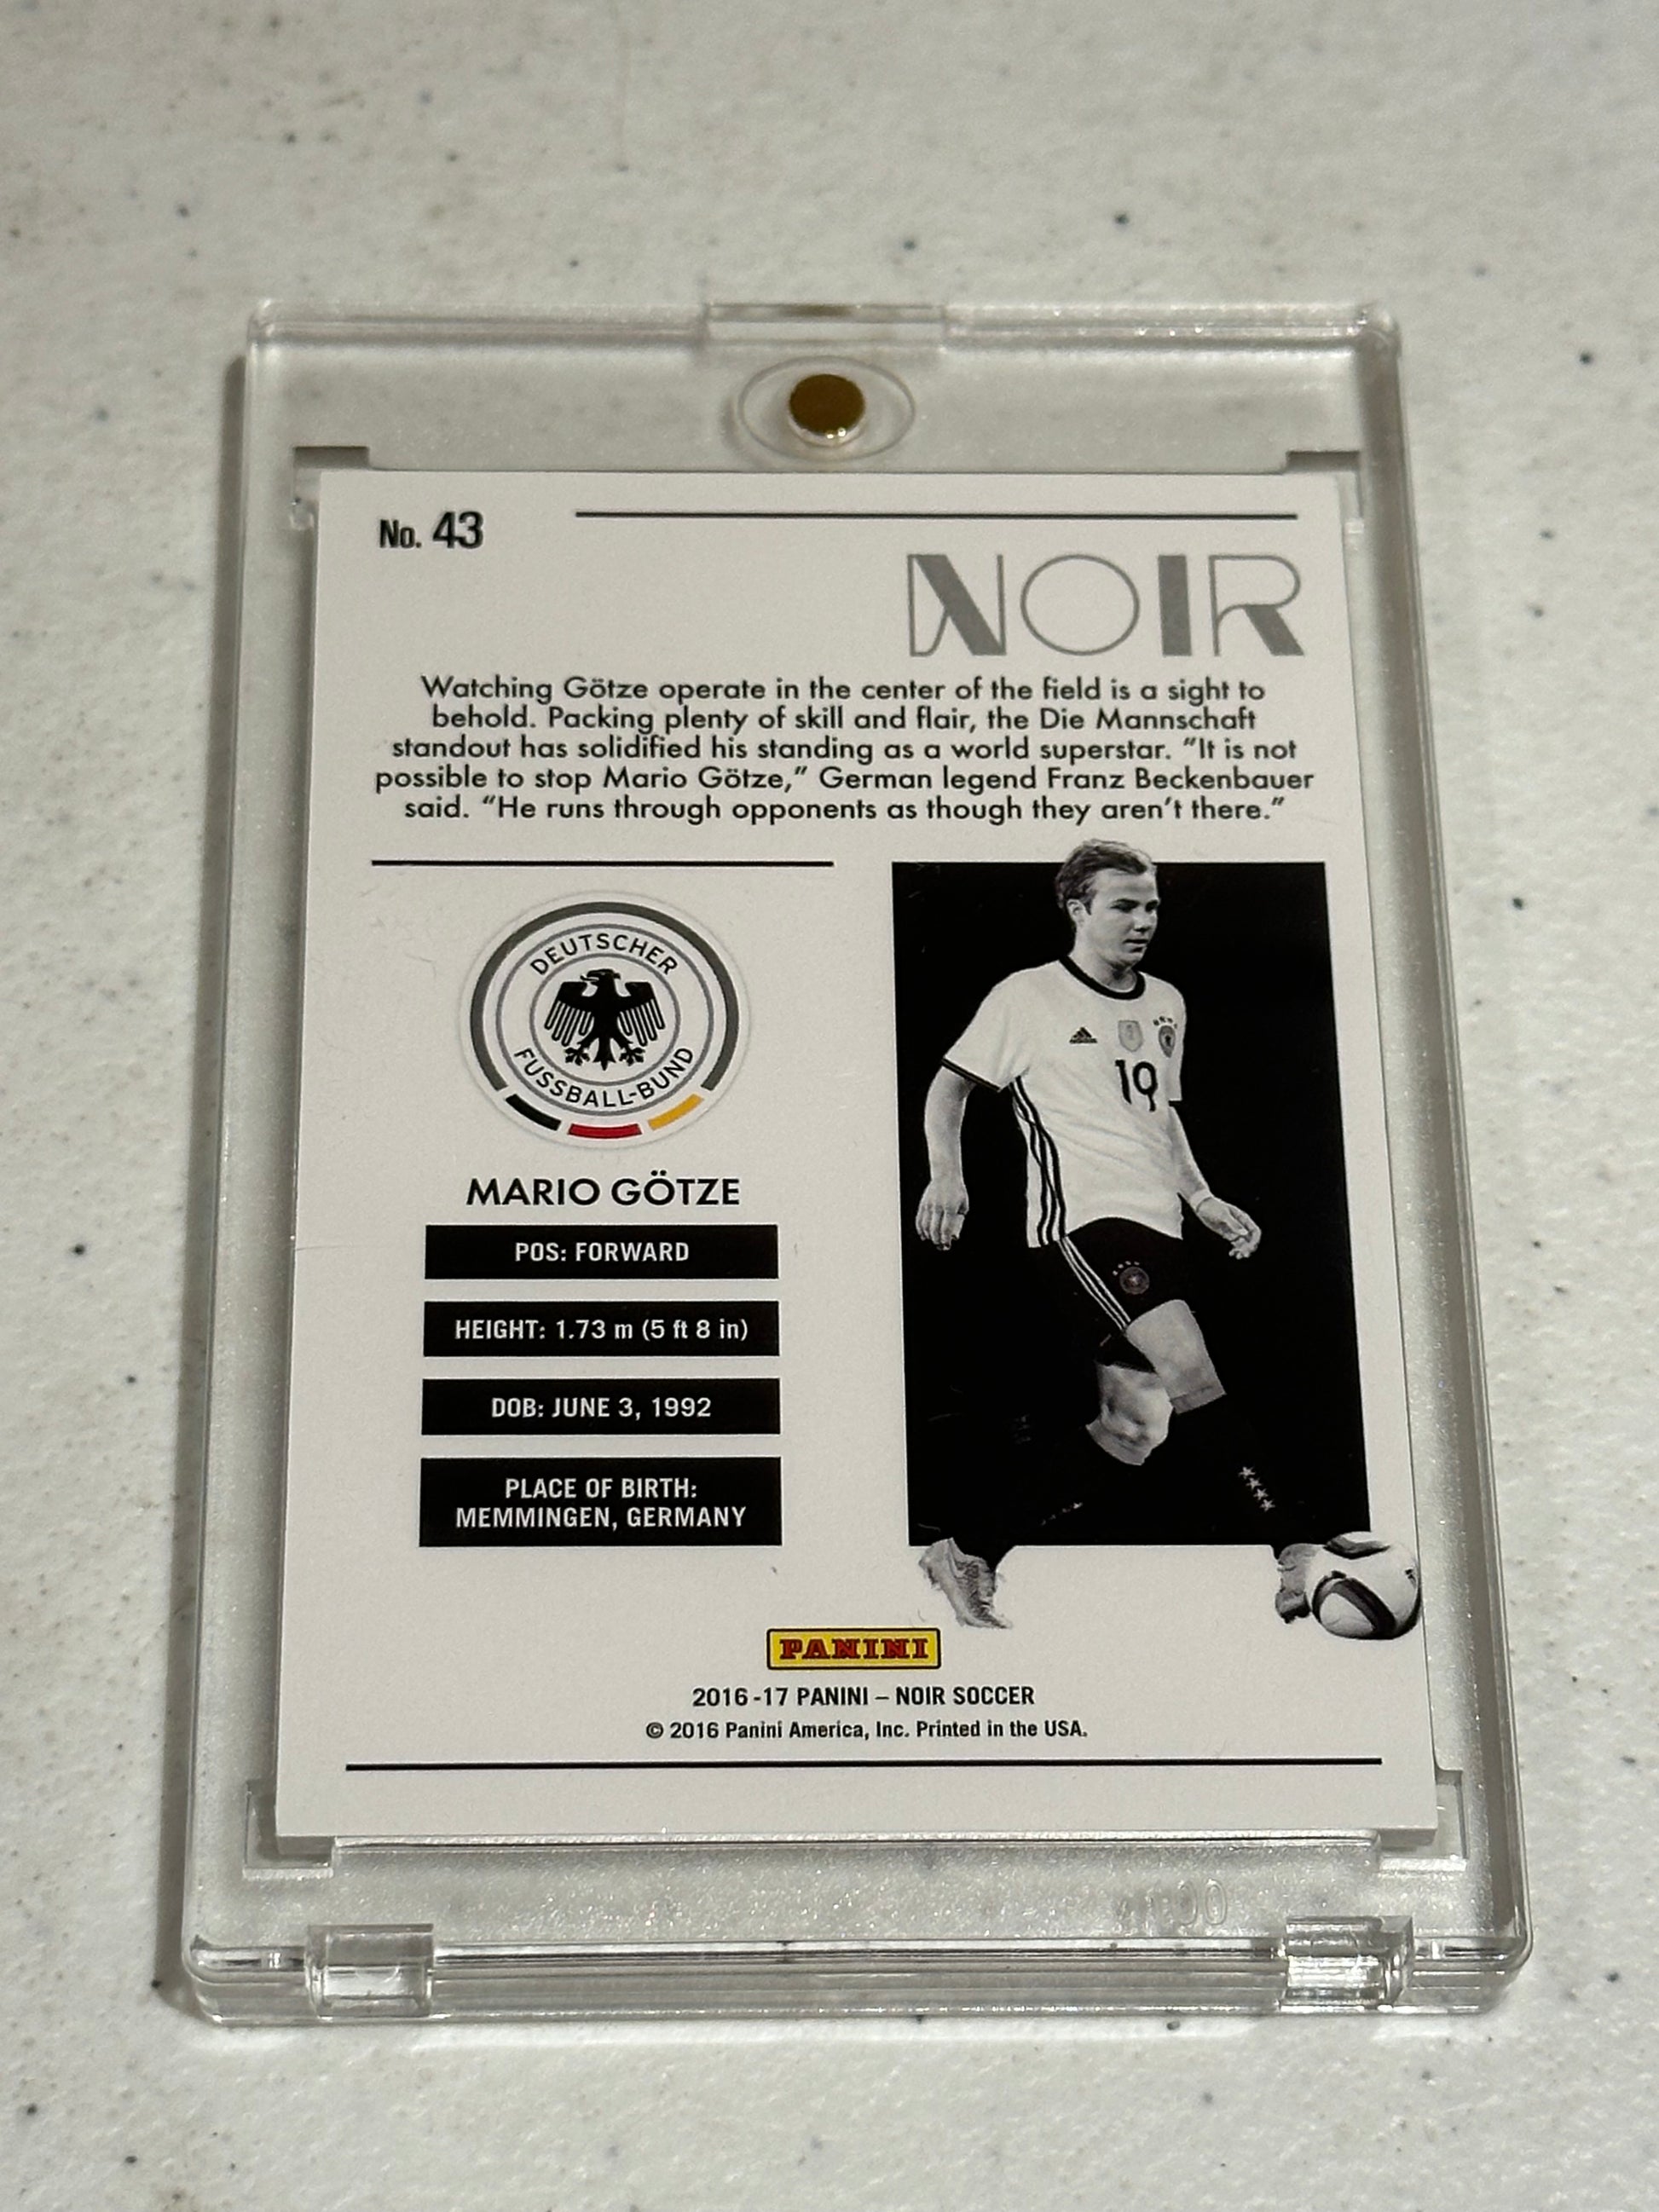 No. 43
NOIR
Watching Götze operate in the center of the field is a sight to
behold. Packing plenty of skill and flair, the Die Mannschaft
standout has solidified his standing as a world superstar. “It is not
possible to stop Mario Götze,” German legend Franz Beckenbauer
said. “He runs through opponents as though they aren’t there.”
DEUTSCHER
FUSSBALL-BUND
adidas
19
MARIO GÖTZE
POS: FORWARD
HEIGHT: 1.73 m (5 ft 8 in)
DOB: JUNE 3, 1992
PLACE OF BIRTH:
MEMMINGEN, GERMANY
PANINI
2016-17 PANINI – NOIR SOCCER
© 2016 Panini America, Inc. Printed in the USA.